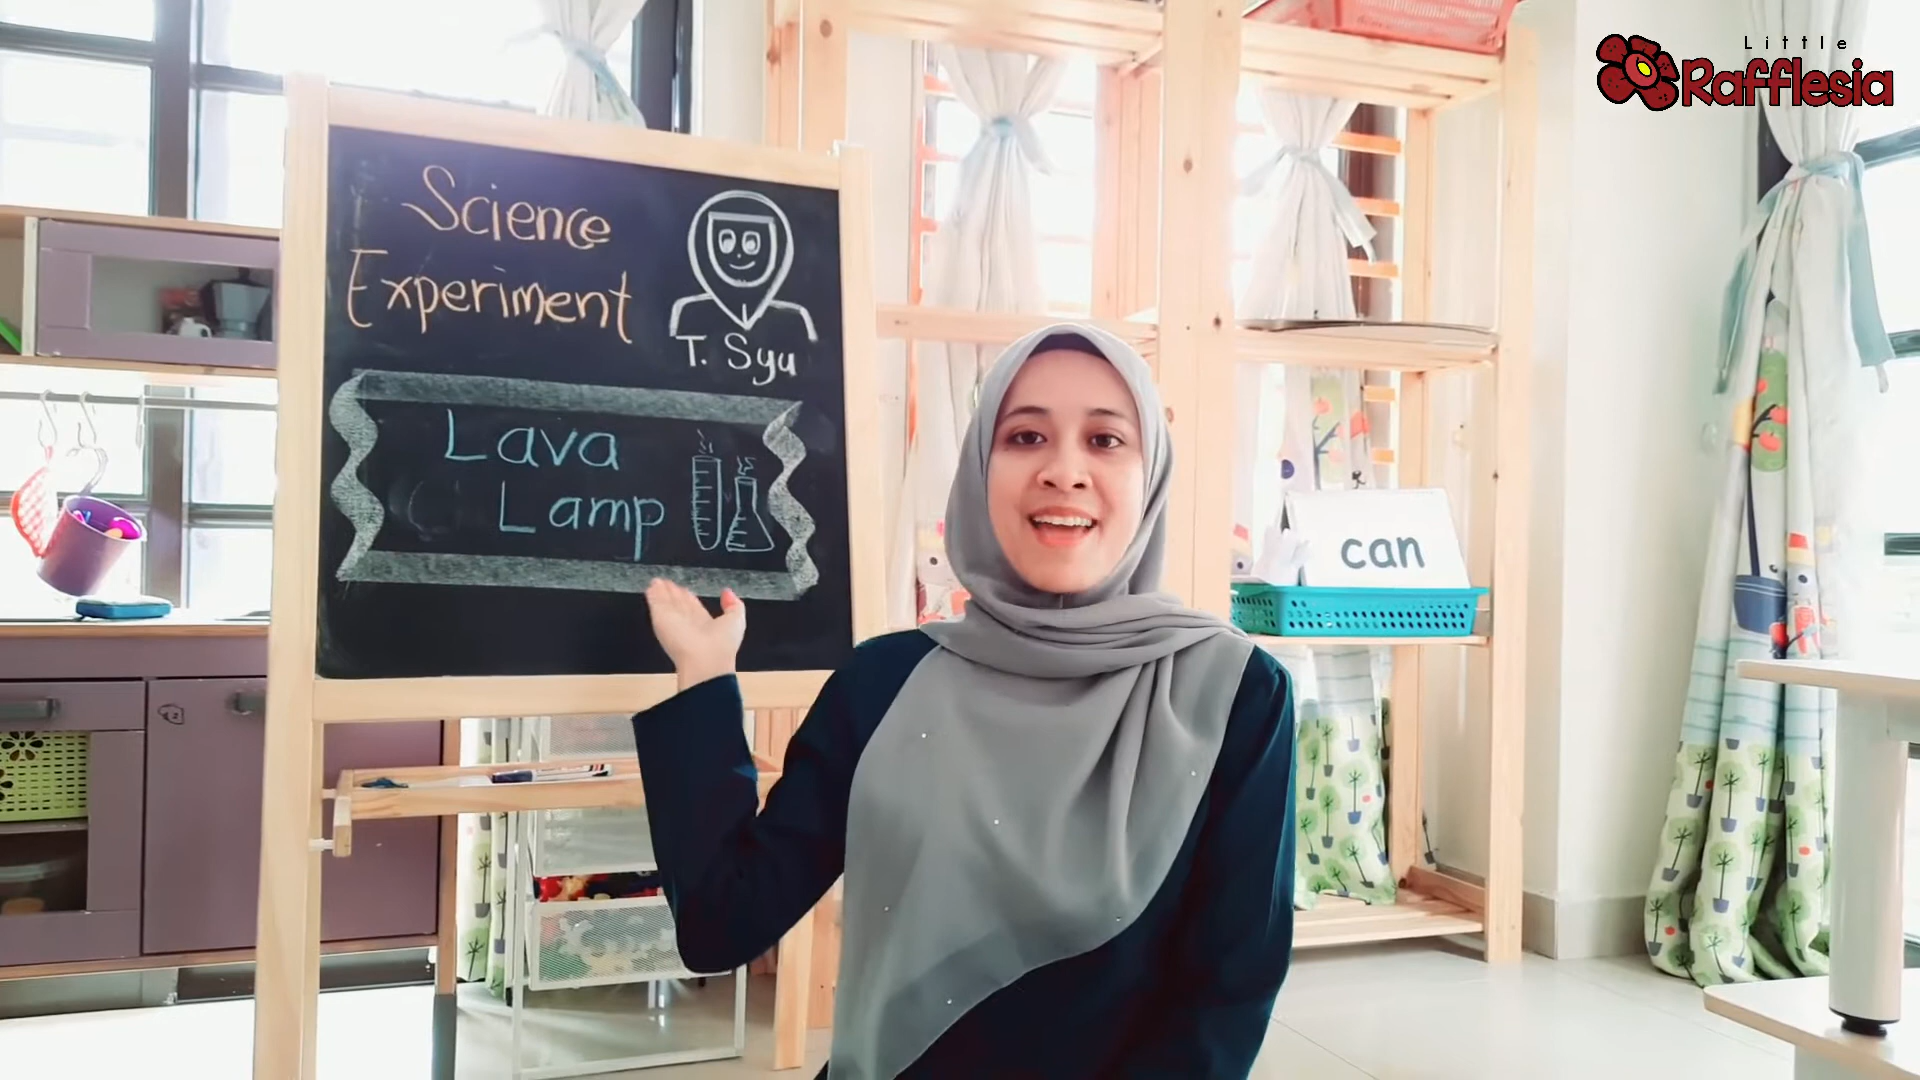 Little
Rafflesia
Science
Experiment
T. Syu
Lava
Lamp
can